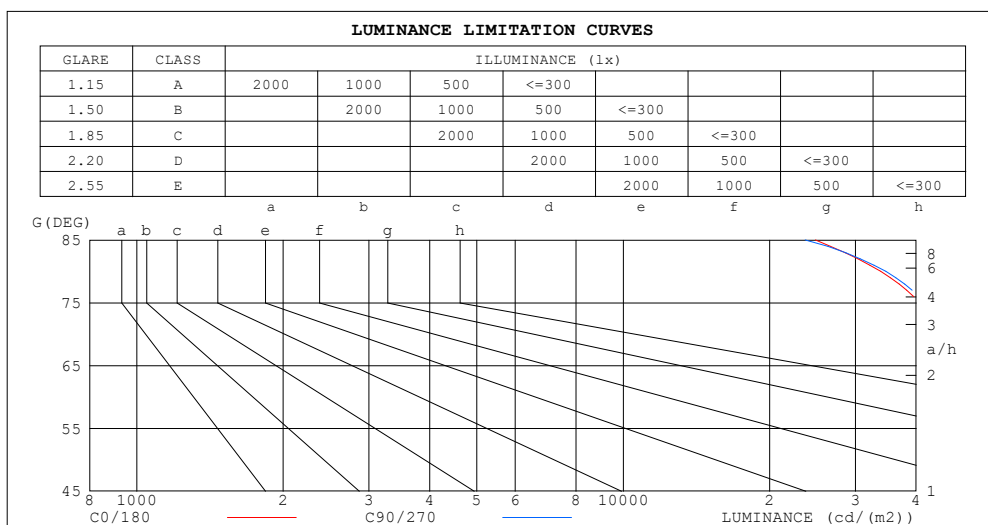 LUMINANCE LIMITATION CURVES
GLARE CLASS ILLUMINANCE (lx)
1.15 A 2000 1000 500 <=300
1.50 B 2000 1000 500 <=300
1.85 C 2000 1000 500 <=300
2.20 D 2000 1000 500 <=300
2.55 E 2000 1000 500 <=300
a b c d e f g h
G(DEG)
a b c d e f g h
85 8
6
75 4
3
a/h
65 2
55
45 1
8 1000 2 3 4 5 6 8 10000 2 3 4
C0/180 C90/270 LUMINANCE (cd/(m2))